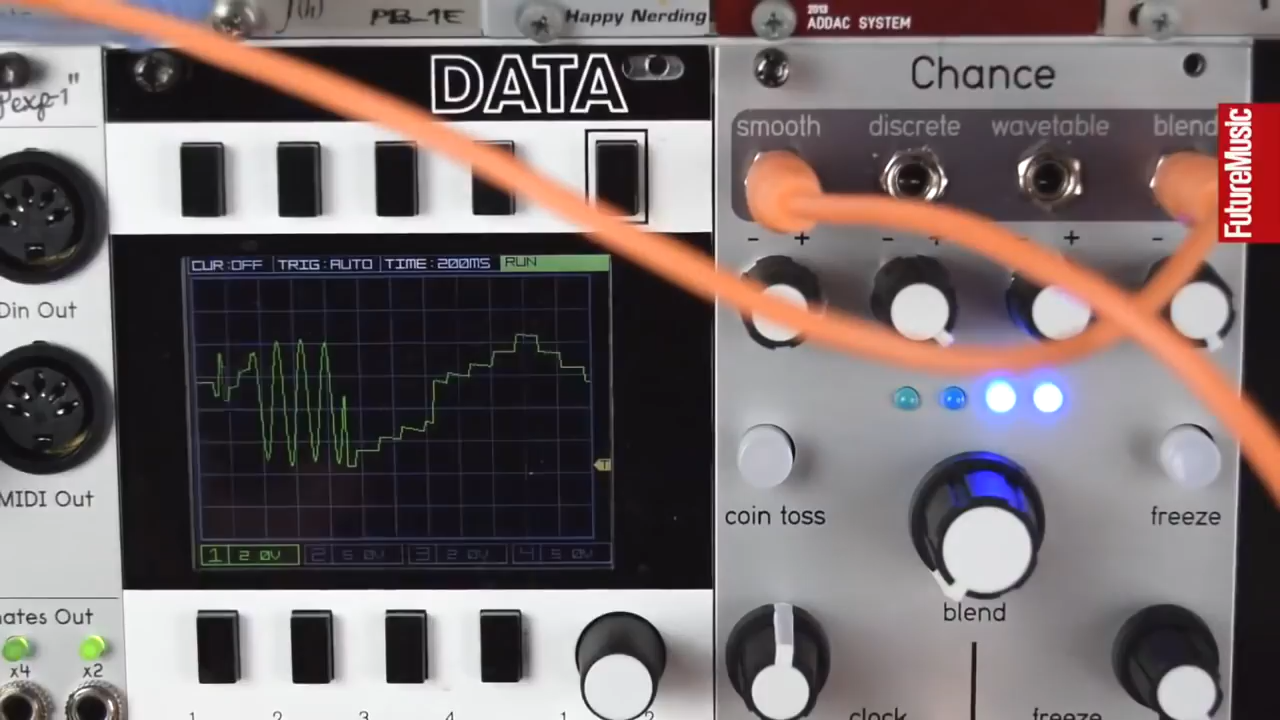 PB-1E
Happy Nerding
2013
ADDAC SYSTEM
DATA
Chance
smooth
discrete
wavetable
blend
FutureMusic
- +
- +
- +
-
CUR:OFF
TRIG:AUTO
TIME:200MS
RUN
T
1 2.0V
2 5.0V
3 2.0V
4 5.0V
Din Out
MIDI Out
coin toss
freeze
blend
ates Out
x4
x2
1
2
3
4
1
2
clock
freeze